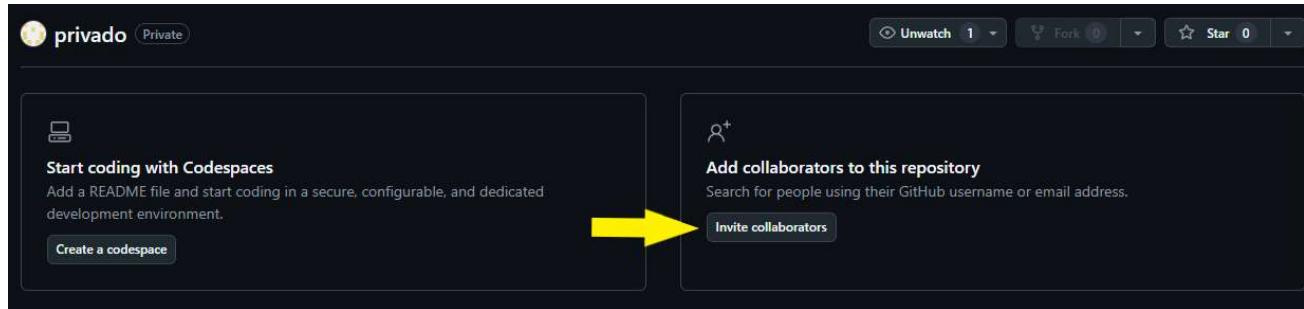 privado Private
Unwatch 1
Fork 0
Star 0
Start coding with Codespaces
Add a README file and start coding in a secure, configurable, and dedicated
development environment.
Create a codespace
Add collaborators to this repository
Search for people using their GitHub username or email address.
Invite collaborators